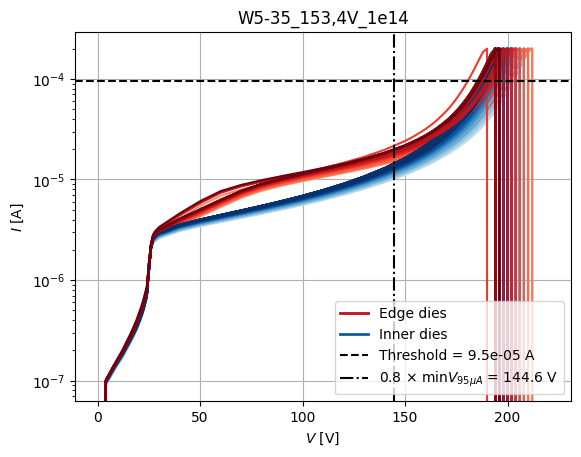 W5-35_153,4V_1e14
I [A]
10⁻⁴
10⁻⁵
10⁻⁶
10⁻⁷
Edge dies
Inner dies
Threshold = 9.5e-05 A
0.8 × minV₉₅μA = 144.6 V
0 50 100 150 200
V [V]